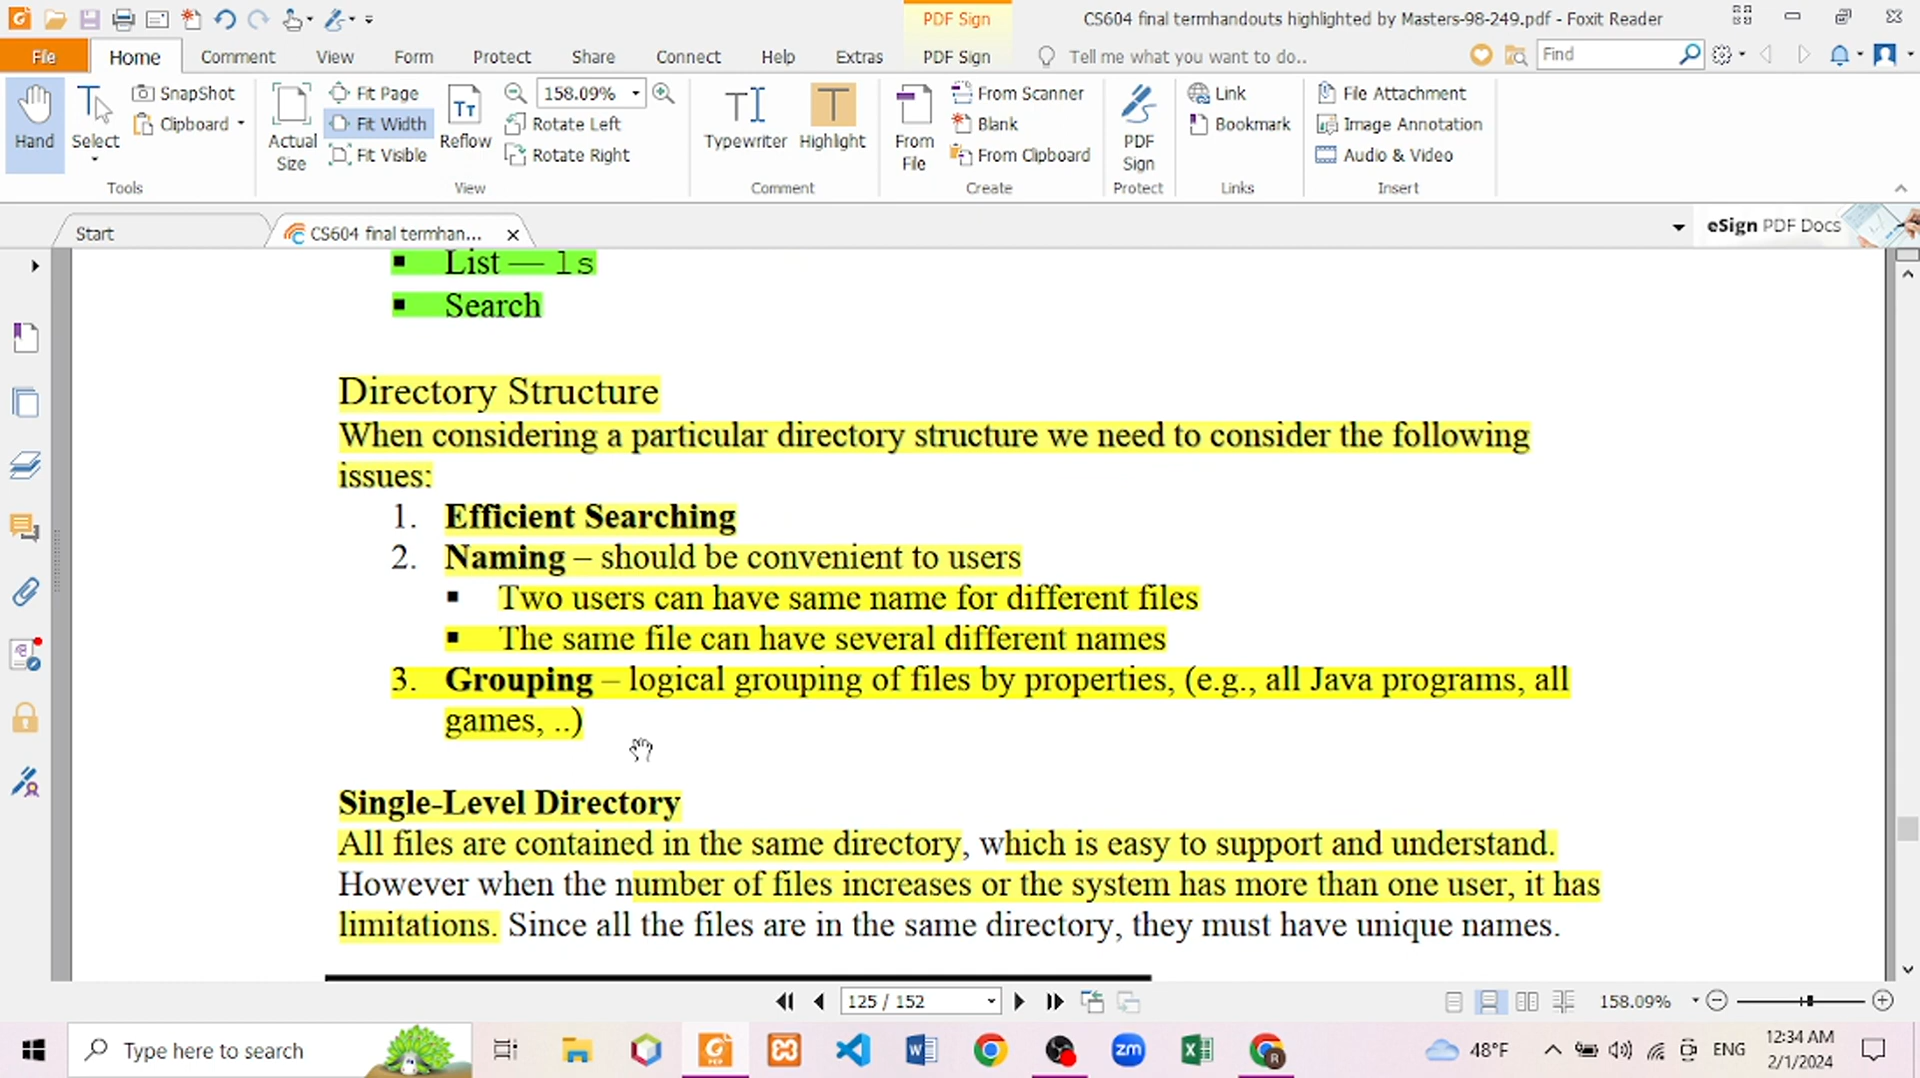 PDF Sign
CS604 final termhandouts highlighted by Masters-98-249.pdf - Foxit Reader
File
Home
Comment
View
Form
Protect
Share
Connect
Help
Extras
PDF Sign
Tell me what you want to do..
Find
Hand
Select
SnapShot
Clipboard
Tools
Actual
Size
Fit Page
Fit Width
Fit Visible
Reflow
158.09%
Rotate Left
Rotate Right
View
Typewriter
Highlight
Comment
From
File
From Scanner
Blank
From Clipboard
Create
PDF
Sign
Protect
Link
Bookmark
Links
File Attachment
Image Annotation
Audio & Video
Insert
Start
CS604 final termhan...
eSign PDF Docs
▪ List — ls
▪ Search
Directory Structure
When considering a particular directory structure we need to consider the following
issues:
1. Efficient Searching
2. Naming – should be convenient to users
▪ Two users can have same name for different files
▪ The same file can have several different names
3. Grouping – logical grouping of files by properties, (e.g., all Java programs, all
games, ..)
Single-Level Directory
All files are contained in the same directory, which is easy to support and understand.
However when the number of files increases or the system has more than one user, it has
limitations. Since all the files are in the same directory, they must have unique names.
125 / 152
158.09%
Type here to search
48°F
ENG
12:34 AM
2/1/2024